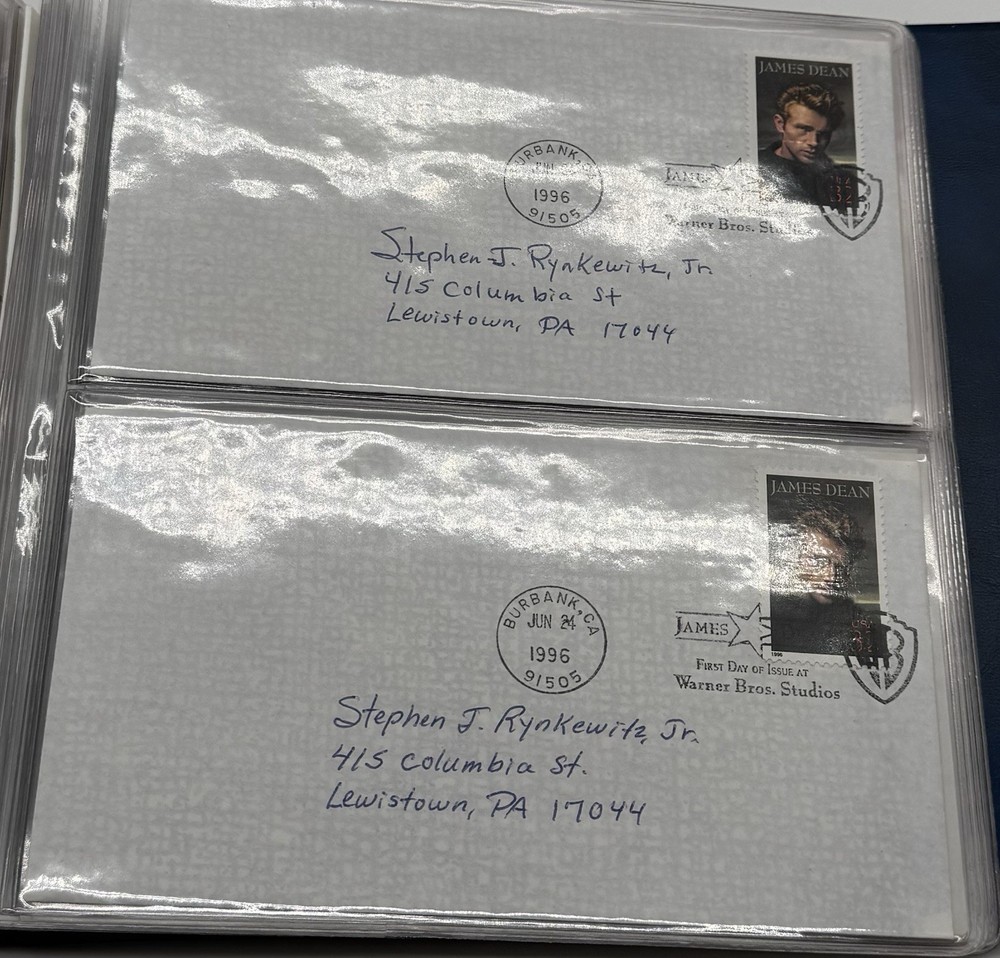 JAMES DEAN
1996
91505
JAMES
Warner Bros.
Stephen J. Rynkewitz, Jr.
415 Columbia St
Lewistown, PA 17044
JAMES DEAN
BURBANK, CA
JUN 24
1996
91505
JAMES
1996
FIRST DAY OF ISSUE AT
Warner Bros. Studios
Stephen J. Rynkewitz, Jr.
415 Columbia St.
Lewistown, PA 17044